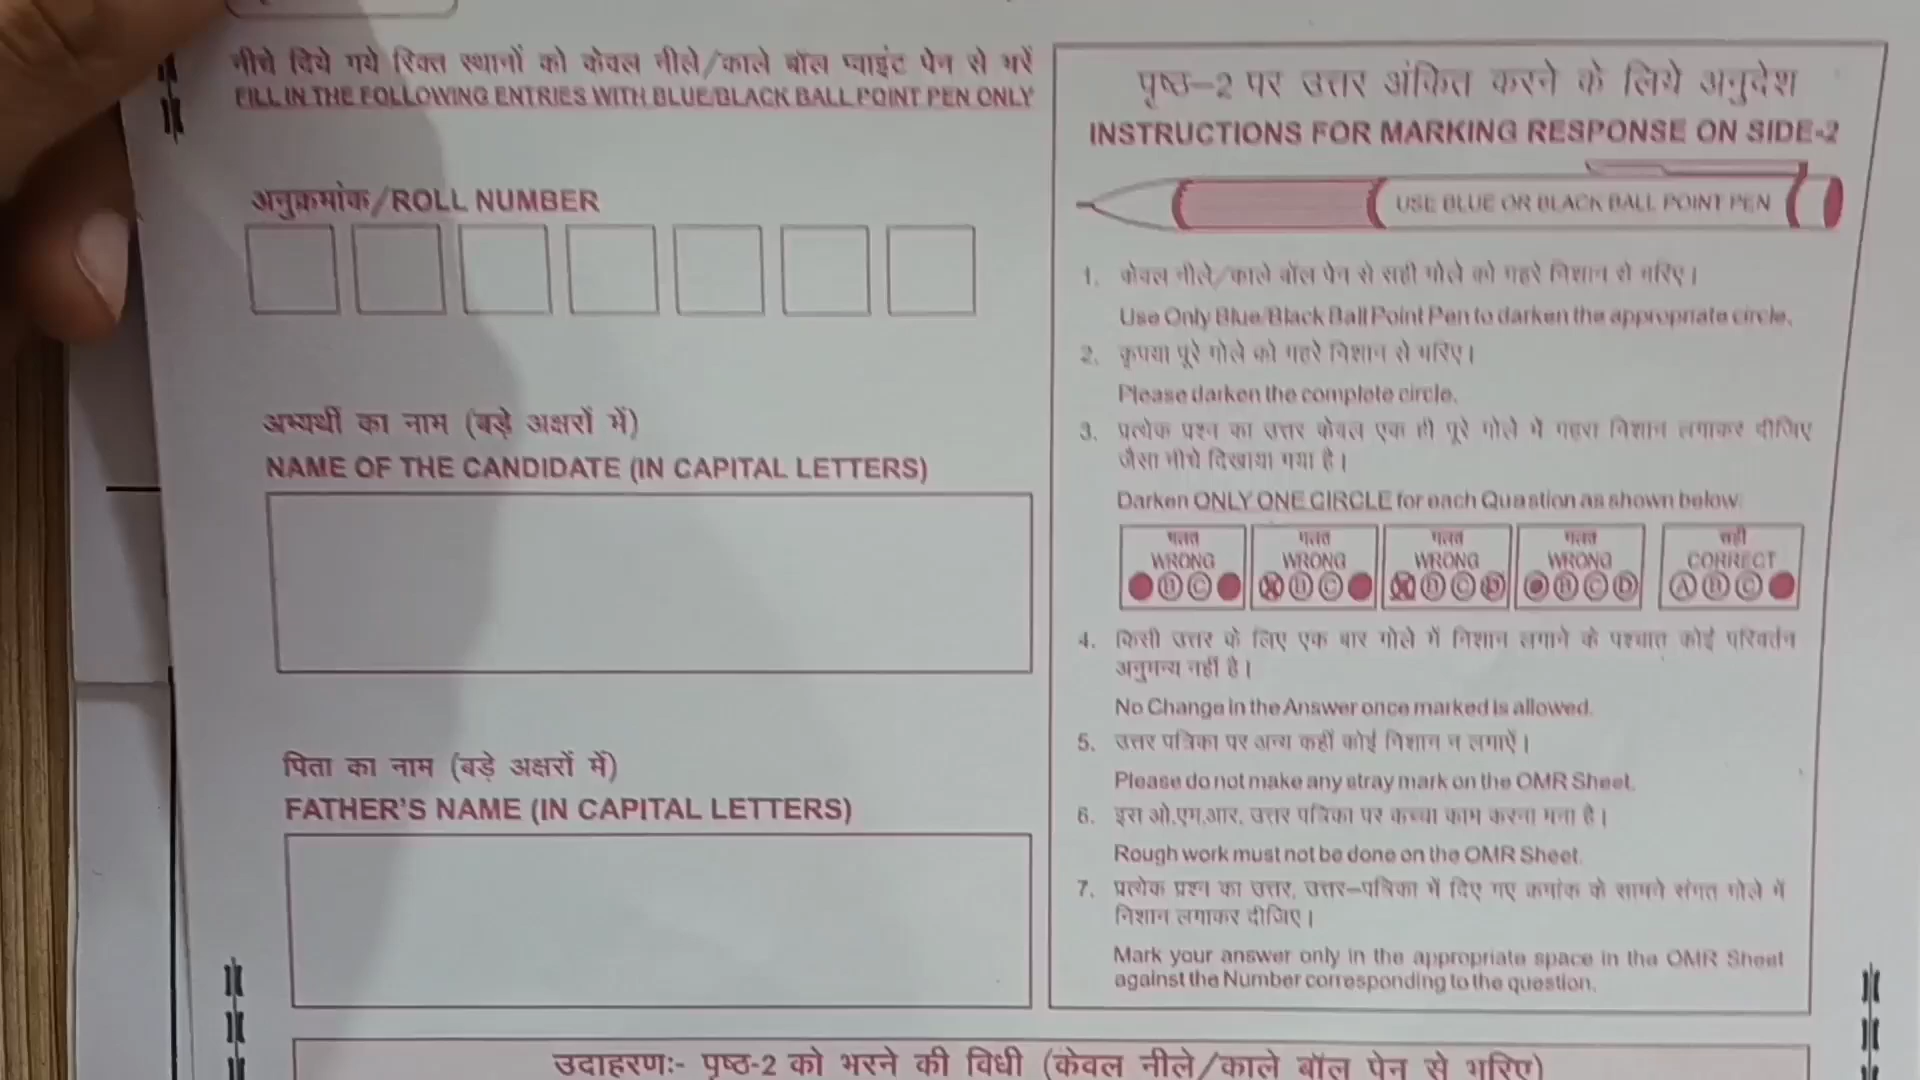 नीचे दिये गये रिक्त स्थानों को केवल नीले/काले बॉल प्वाइंट पेन से भरें
FILL IN THE FOLLOWING ENTRIES WITH BLUE/BLACK BALL POINT PEN ONLY
अनुक्रमांक/ROLL NUMBER
अभ्यर्थी का नाम (बड़े अक्षरों में)
NAME OF THE CANDIDATE (IN CAPITAL LETTERS)
पिता का नाम (बड़े अक्षरों में)
FATHER'S NAME (IN CAPITAL LETTERS)
पृष्ठ-2 पर उत्तर अंकित करने के लिये अनुदेश
INSTRUCTIONS FOR MARKING RESPONSE ON SIDE-2
USE BLUE OR BLACK BALL POINT PEN
1. केवल नीले/काले बॉल पेन से सही गोले को गहरे निशान से भरिए।
Use Only Blue/Black Ball Point Pen to darken the appropriate circle.
2. कृपया पूरे गोले को गहरे निशान से भरिए।
Please darken the complete circle.
3. प्रत्येक प्रश्न का उत्तर केवल एक ही पूरे गोले में गहरा निशान लगाकर दीजिए
जैसा नीचे दिखाया गया है।
Darken ONLY ONE CIRCLE for each Question as shown below.
गलत गलत गलत गलत सही
WRONG WRONG WRONG WRONG CORRECT
B C B C B C D B C D A B C
4. किसी उत्तर के लिए एक बार गोले में निशान लगाने के पश्चात कोई परिवर्तन
अनुमन्य नहीं है।
No Change in the Answer once marked is allowed.
5. उत्तर पत्रिका पर अन्य कहीं कोई निशान न लगाऐं।
Please do not make any stray mark on the OMR Sheet.
6. इस ओ.एम.आर. उत्तर पत्रिका पर कच्चा काम करना मना है।
Rough work must not be done on the OMR Sheet.
7. प्रत्येक प्रश्न का उत्तर, उत्तर-पत्रिका में दिए गए क्रमांक के सामने संगत गोले में
निशान लगाकर दीजिए।
Mark your answer only in the appropriate space in the OMR Sheet
against the Number corresponding to the question.
उदाहरणः- पृष्ठ-2 को भरने की विधी (केवल नीले/काले बॉल पेन से भरिए)